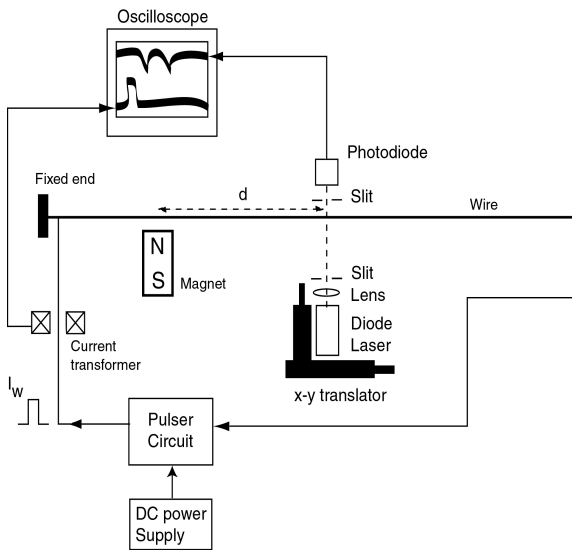 Oscilloscope
Photodiode
Fixed end
d
Slit
Wire
N
S
Magnet
Slit
Lens
Diode
Laser
Current
transformer
x-y translator
Iw
Pulser
Circuit
DC power
Supply